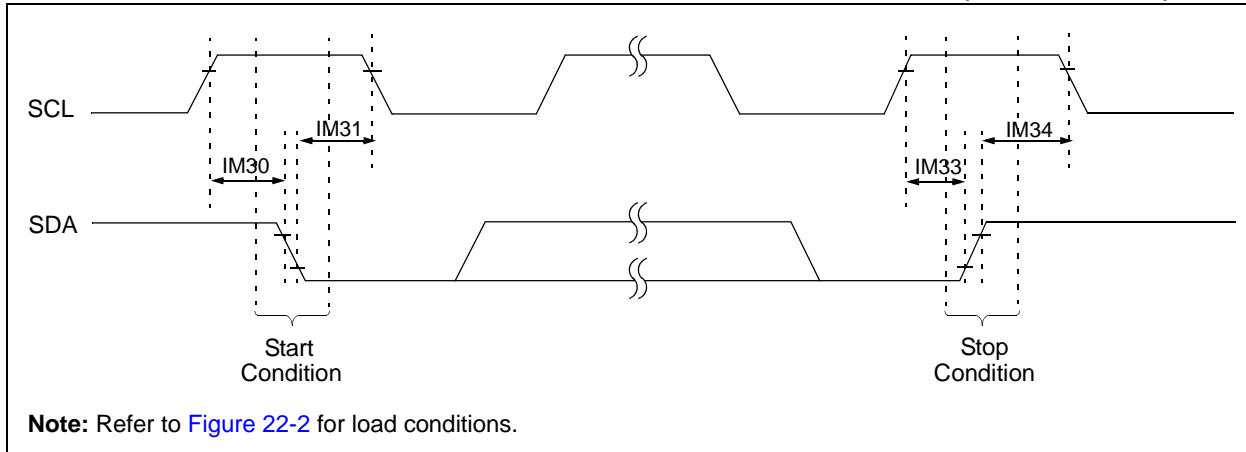 SCL
IM31
IM34
IM30
IM33
SDA
Start
Condition
Stop
Condition
Note: Refer to Figure 22-2 for load conditions.